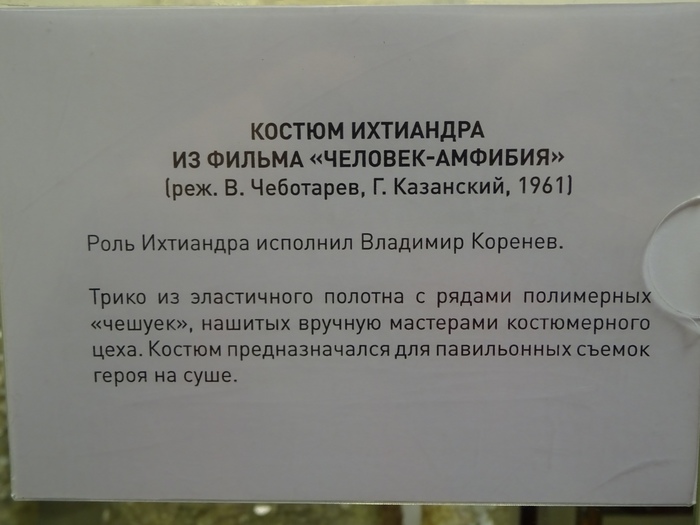 КОСТЮМ ИХТИАНДРА
ИЗ ФИЛЬМА «ЧЕЛОВЕК-АМФИБИЯ»
(реж. В. Чеботарев, Г. Казанский, 1961)
Роль Ихтиандра исполнил Владимир Коренев.
Трико из эластичного полотна с рядами полимерных
«чешуек», нашитых вручную мастерами костюмерного
цеха. Костюм предназначался для павильонных съемок
героя на суше.